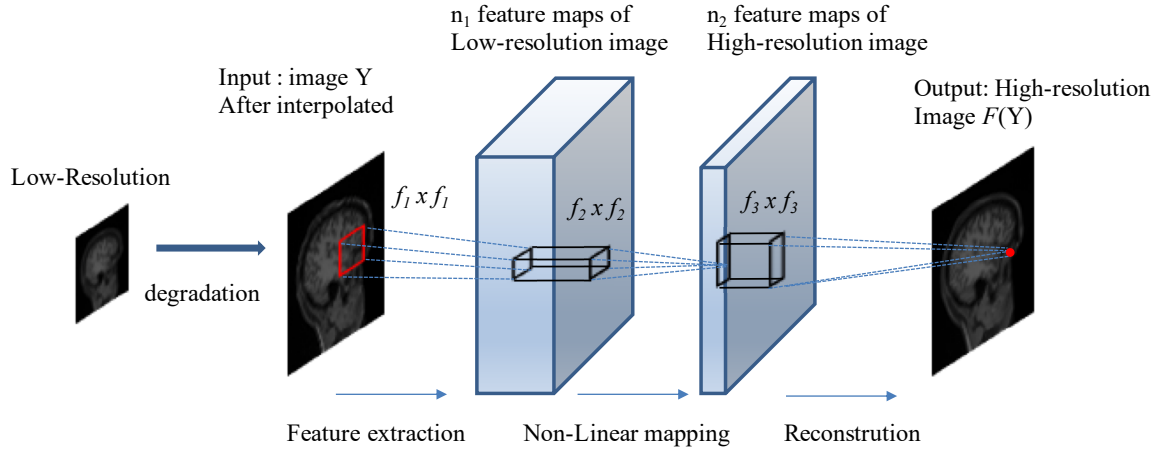 n₁ feature maps of
Low-resolution image
n₂ feature maps of
High-resolution image
Input : image Y
After interpolated
Output: High-resolution
Image F(Y)
Low-Resolution
f₁ x f₁
f₂ x f₂
f₃ x f₃
degradation
Feature extraction
Non-Linear mapping
Reconstrution